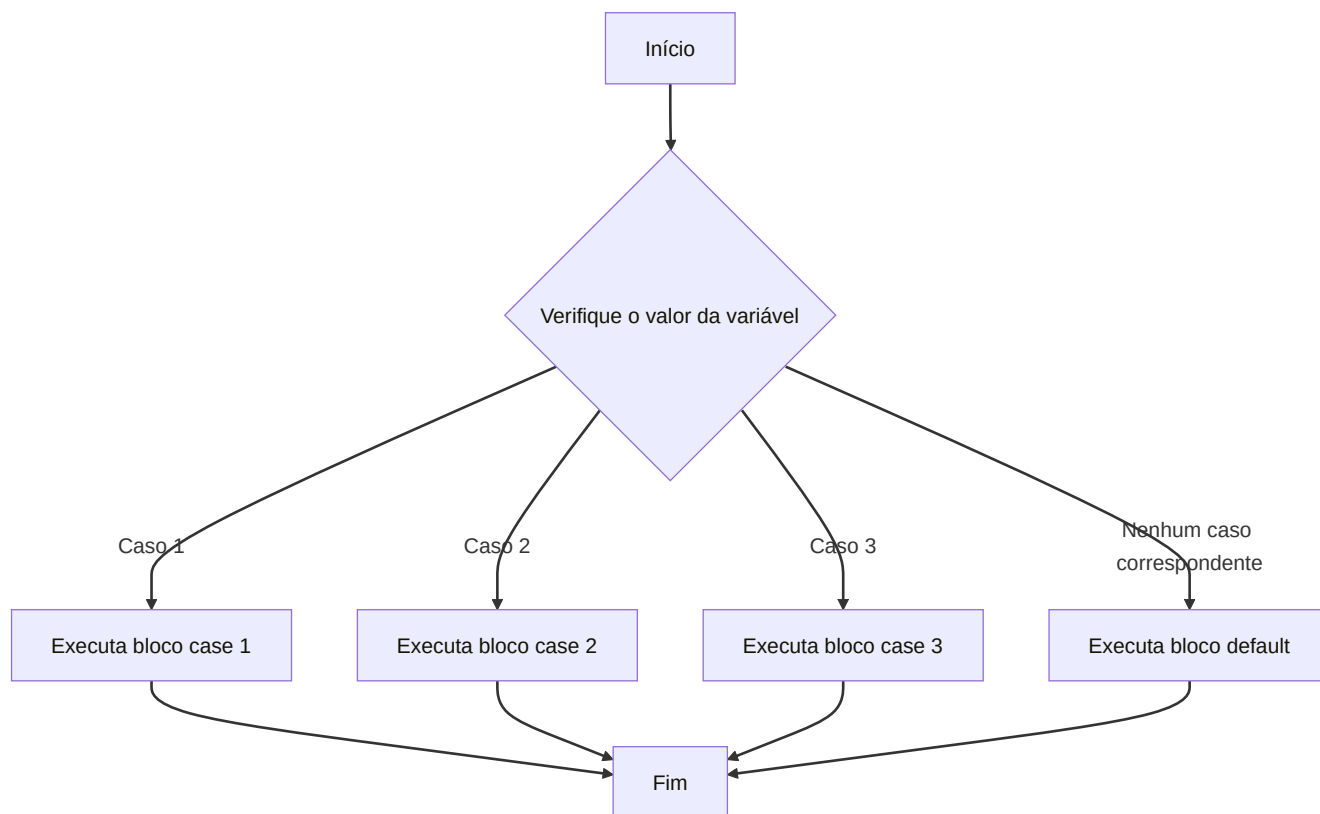 Início
Verifique o valor da variável
Caso 1
Caso 2
Caso 3
Nenhum caso
correspondente
Executa bloco case 1
Executa bloco case 2
Executa bloco case 3
Executa bloco default
Fim